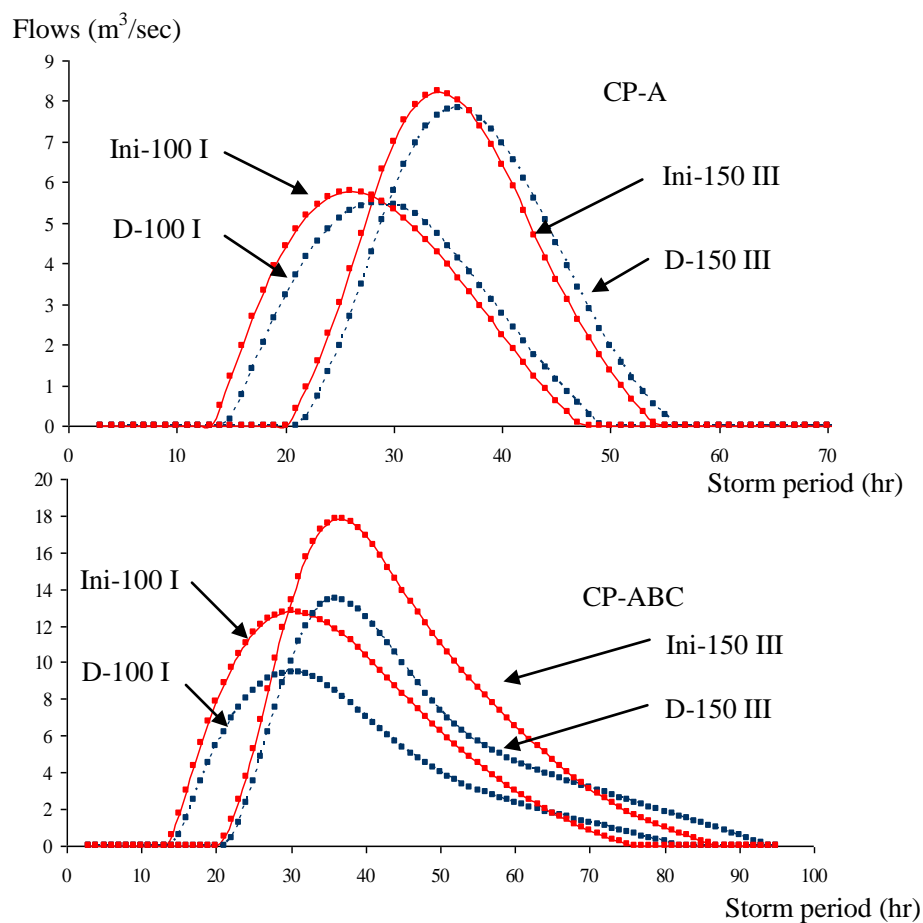 Flows (m³/sec)
9
8
7
6
5
4
3
2
1
0
CP-A
Ini-100 I
D-100 I
Ini-150 III
D-150 III
0 10 20 30 40 50 60 70
Storm period (hr)
20
18
16
14
12
10
8
6
4
2
0
CP-ABC
Ini-100 I
D-100 I
Ini-150 III
D-150 III
0 10 20 30 40 50 60 70 80 90 100
Storm period (hr)